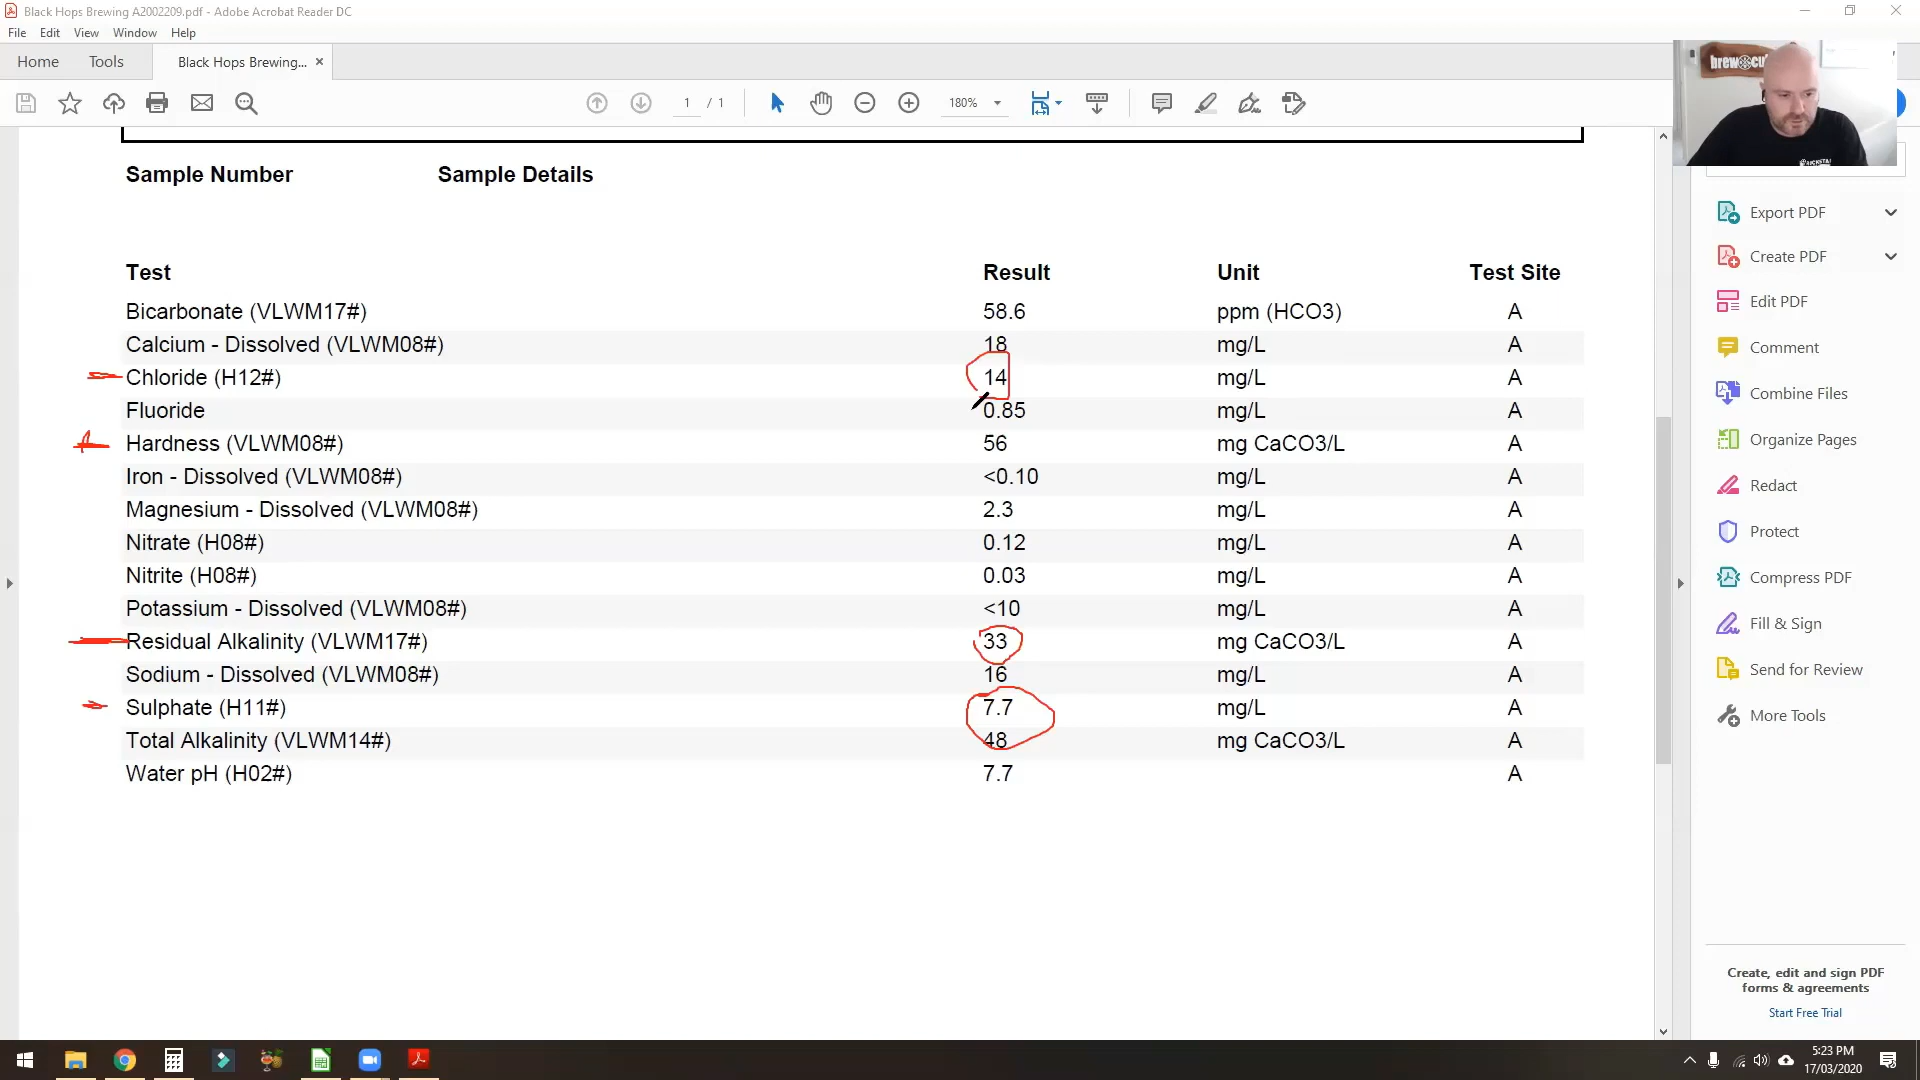 Black Hops Brewing A2002209.pdf - Adobe Acrobat Reader DC
File Edit View Window Help
Home Tools Black Hops Brewing... ×
1 / 1 180%
Sample Number Sample Details
Test Result Unit Test Site
Bicarbonate (VLWM17#) 58.6 ppm (HCO3) A
Calcium - Dissolved (VLWM08#) 18 mg/L A
Chloride (H12#) 14 mg/L A
Fluoride 0.85 mg/L A
Hardness (VLWM08#) 56 mg CaCO3/L A
Iron - Dissolved (VLWM08#) <0.10 mg/L A
Magnesium - Dissolved (VLWM08#) 2.3 mg/L A
Nitrate (H08#) 0.12 mg/L A
Nitrite (H08#) 0.03 mg/L A
Potassium - Dissolved (VLWM08#) <10 mg/L A
Residual Alkalinity (VLWM17#) 33 mg CaCO3/L A
Sodium - Dissolved (VLWM08#) 16 mg/L A
Sulphate (H11#) 7.7 mg/L A
Total Alkalinity (VLWM14#) 48 mg CaCO3/L A
Water pH (H02#) 7.7 A
Export PDF
Create PDF
Edit PDF
Comment
Combine Files
Organize Pages
Redact
Protect
Compress PDF
Fill & Sign
Send for Review
More Tools
Create, edit and sign PDF
forms & agreements
Start Free Trial
5:23 PM
17/03/2020